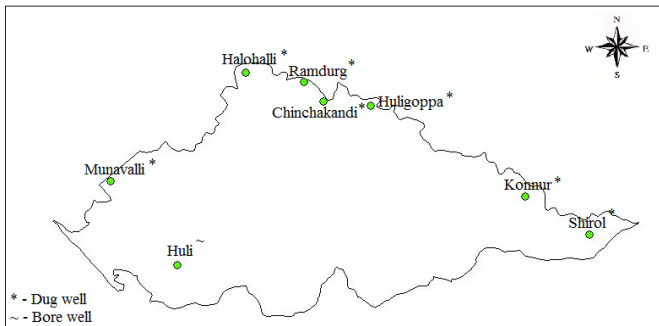 N
W E
S
Halohalli *
Ramdurg *
Chinchakandi *
Huligoppa *
Munavalli *
Konnur *
Shirol *
Huli ~
* - Dug well
~ - Bore well